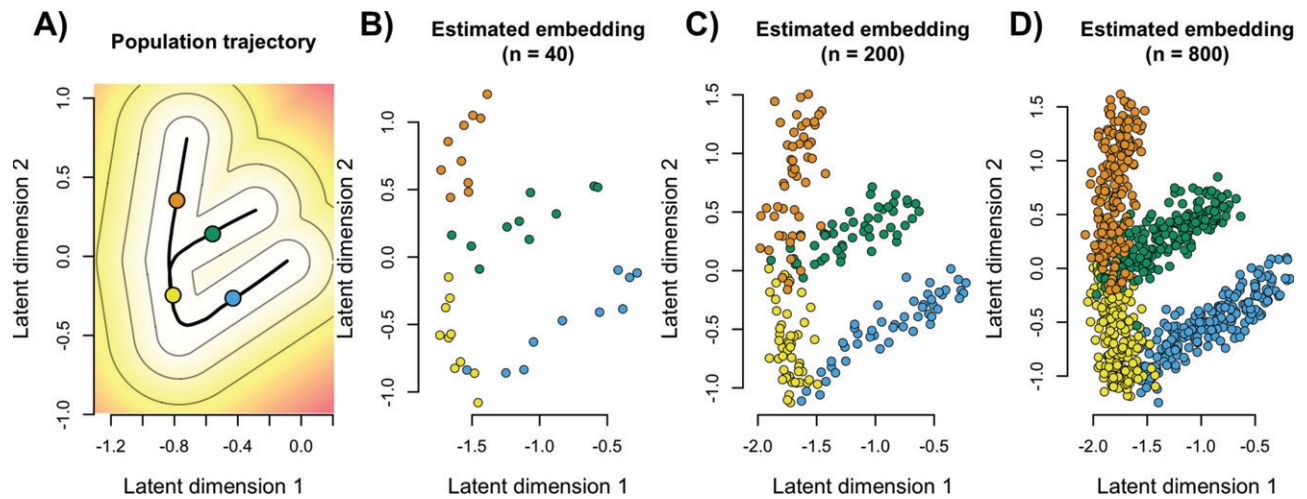 A)
Population trajectory
Latent dimension 2
1.0
0.5
0.0
-0.5
-1.0
-1.2
-0.8
-0.4
0.0
Latent dimension 1
B)
Estimated embedding
(n = 40)
Latent dimension 2
1.0
0.5
0.0
-0.5
-1.0
-1.5
-1.0
-0.5
Latent dimension 1
C)
Estimated embedding
(n = 200)
Latent dimension 2
1.5
1.0
0.5
0.0
-0.5
-1.0
-2.0
-1.5
-1.0
-0.5
Latent dimension 1
D)
Estimated embedding
(n = 800)
Latent dimension 2
1.5
1.0
0.5
0.0
-0.5
-1.0
-2.0
-1.5
-1.0
-0.5
Latent dimension 1